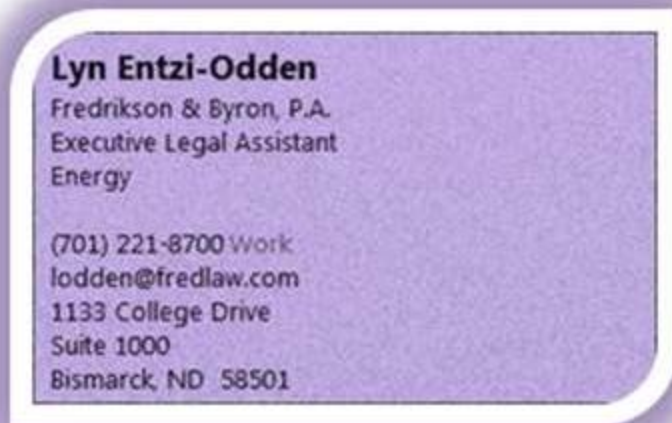 Lyn Entzi-Odden
Fredrikson & Byron, P.A.
Executive Legal Assistant
Energy
(701) 221-8700 Work
lodden@fredlaw.com
1133 College Drive
Suite 1000
Bismarck, ND 58501